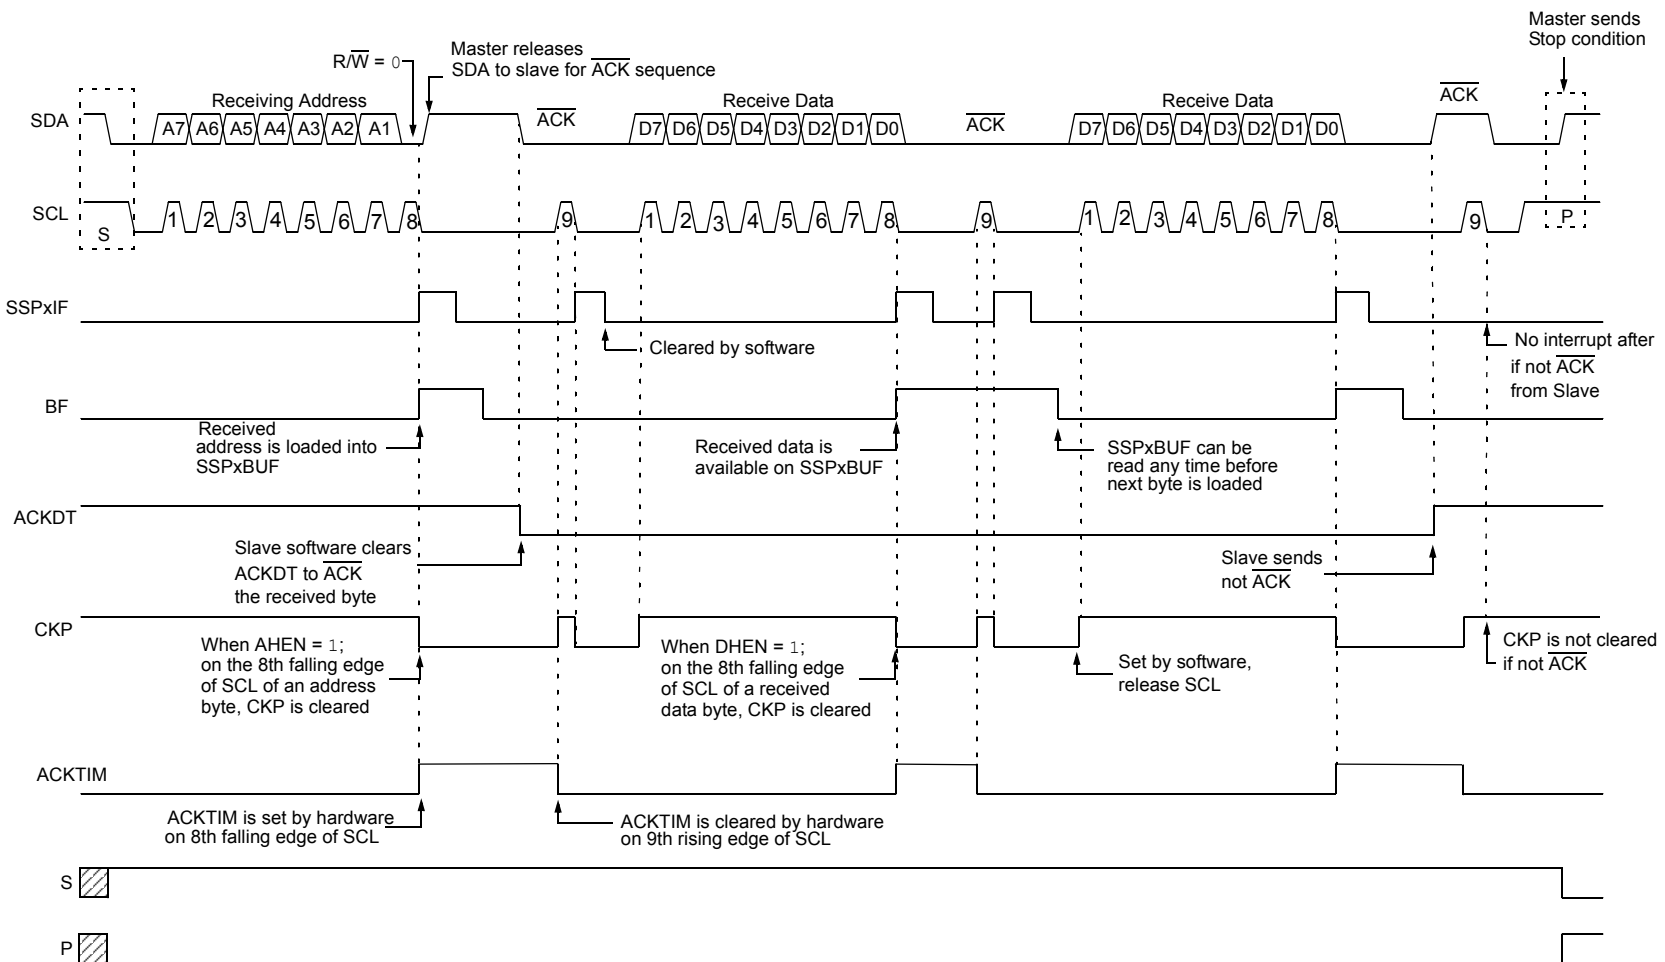 Master sends
Stop condition
R/W = 0
Master releases
SDA to slave for ACK sequence
SDA
Receiving Address
A7 A6 A5 A4 A3 A2 A1
ACK
Receive Data
D7 D6 D5 D4 D3 D2 D1 D0
ACK
Receive Data
D7 D6 D5 D4 D3 D2 D1 D0
ACK
SCL
S
1 2 3 4 5 6 7 8 9
1 2 3 4 5 6 7 8 9
1 2 3 4 5 6 7 8 9
P
SSPxIF
Cleared by software
No interrupt after
if not ACK
from Slave
BF
Received
address is loaded into
SSPxBUF
Received data is
available on SSPxBUF
SSPxBUF can be
read any time before
next byte is loaded
ACKDT
Slave software clears
ACKDT to ACK
the received byte
Slave sends
not ACK
CKP
When AHEN = 1;
on the 8th falling edge
of SCL of an address
byte, CKP is cleared
When DHEN = 1;
on the 8th falling edge
of SCL of a received
data byte, CKP is cleared
Set by software,
release SCL
CKP is not cleared
if not ACK
ACKTIM
ACKTIM is set by hardware
on 8th falling edge of SCL
ACKTIM is cleared by hardware
on 9th rising edge of SCL
S
P